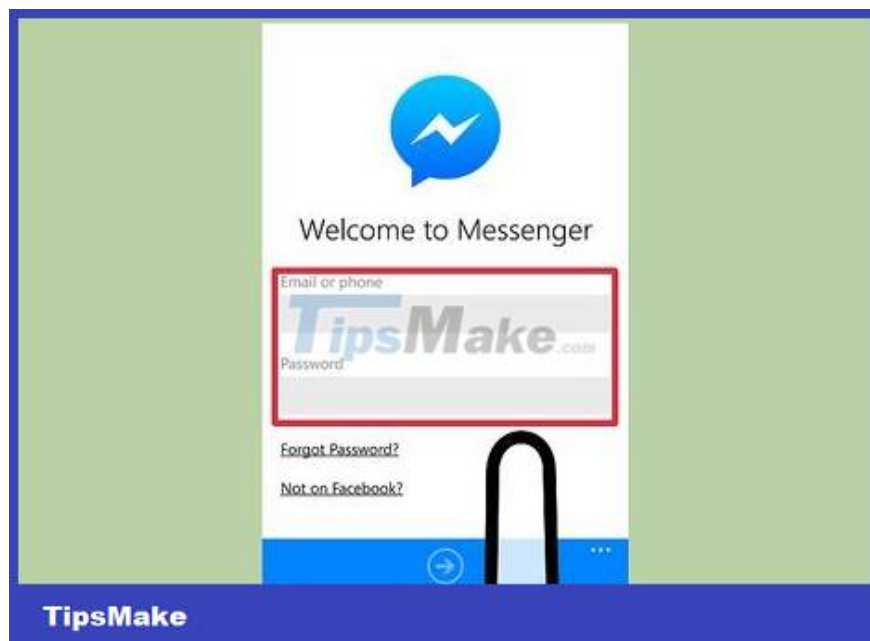 Welcome to Messenger
Email or phone
TipsMake.com
Password
Forgot Password?
Not on Facebook?
TipsMake